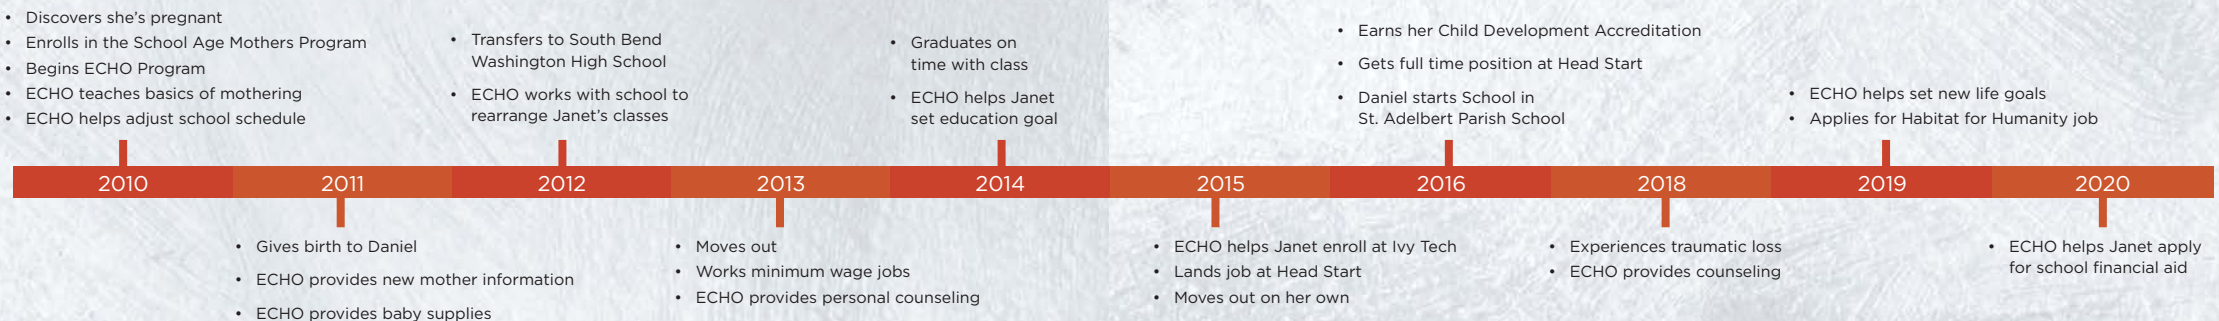 • Discovers she's pregnant
• Enrolls in the School Age Mothers Program
• Begins ECHO Program
• ECHO teaches basics of mothering
• ECHO helps adjust school schedule
• Transfers to South Bend
Washington High School
• ECHO works with school to
rearrange Janet's classes
• Graduates on
time with class
• ECHO helps Janet
set education goal
• Earns her Child Development Accreditation
• Gets full time position at Head Start
• Daniel starts School in
St. Adelbert Parish School
• ECHO helps set new life goals
• Applies for Habitat for Humanity job
2010 2011 2012 2013 2014 2015 2016 2018 2019 2020
• Gives birth to Daniel
• ECHO provides new mother information
• ECHO provides baby supplies
• Moves out
• Works minimum wage jobs
• ECHO provides personal counseling
• ECHO helps Janet enroll at Ivy Tech
• Lands job at Head Start
• Moves out on her own
• Experiences traumatic loss
• ECHO provides counseling
• ECHO helps Janet apply
for school financial aid